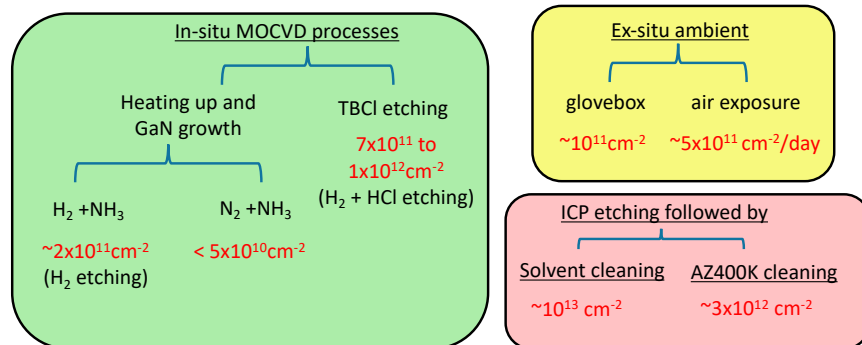 In-situ MOCVD processes
Heating up and
GaN growth
TBCl etching
7x10¹¹ to
1x10¹²cm⁻²
(H₂ + HCl etching)
H₂ +NH₃
N₂ +NH₃
~2x10¹¹cm⁻²
< 5x10¹⁰cm⁻²
(H₂ etching)
Ex-situ ambient
glovebox
air exposure
~10¹¹cm⁻²
~5x10¹¹ cm⁻²/day
ICP etching followed by
Solvent cleaning
AZ400K cleaning
~10¹³ cm⁻²
~3x10¹² cm⁻²